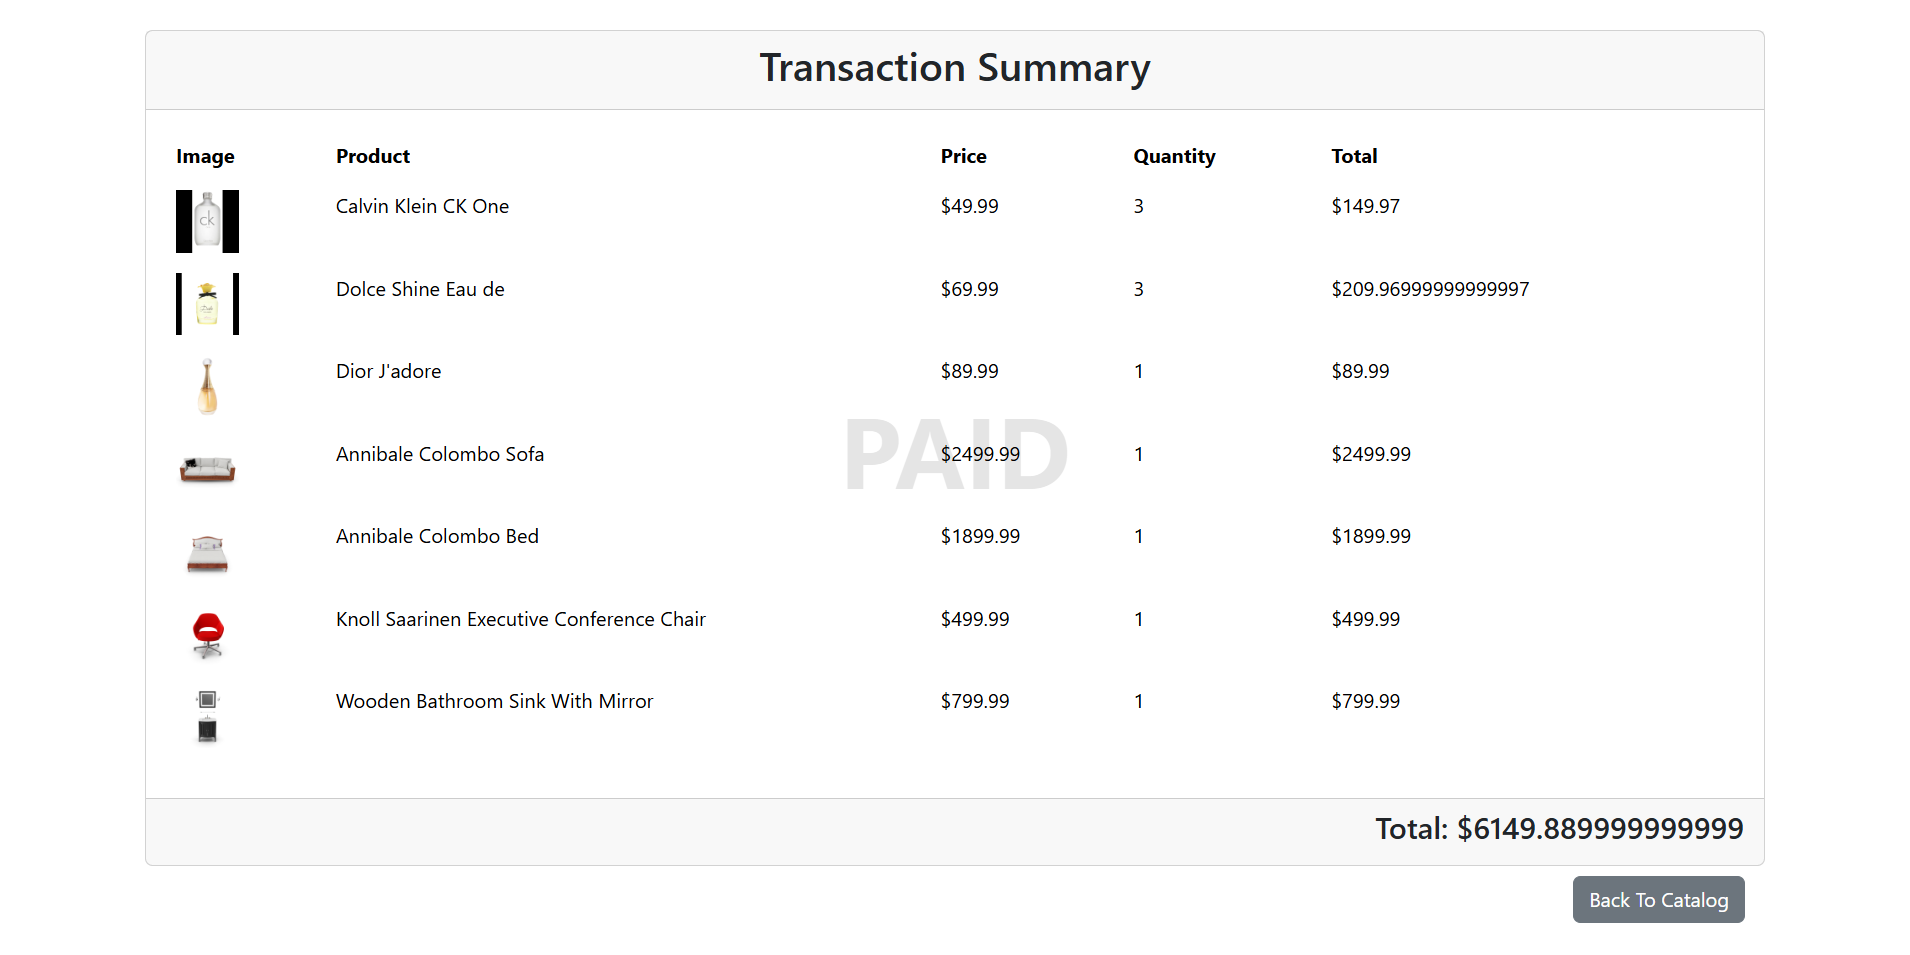 Transaction Summary
Image Product Price Quantity Total
ck
Calvin Klein CK One $49.99 3 $149.97
Dolce Shine Eau de $69.99 3 $209.96999999999997
Dior J'adore $89.99 1 $89.99
PAID
Annibale Colombo Sofa $2499.99 1 $2499.99
Annibale Colombo Bed $1899.99 1 $1899.99
Knoll Saarinen Executive Conference Chair $499.99 1 $499.99
Wooden Bathroom Sink With Mirror $799.99 1 $799.99
Total: $6149.889999999999
Back To Catalog